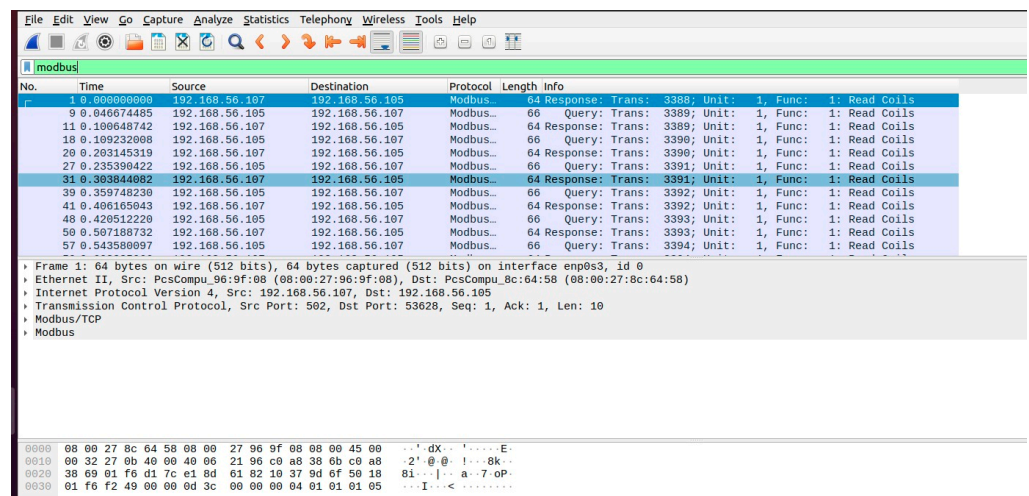 File Edit View Go Capture Analyze Statistics Telephony Wireless Tools Help
modbus
No. Time Source Destination Protocol Length Info
1 0.000000000 192.168.56.107 192.168.56.105 Modbus… 64 Response: Trans: 3388; Unit: 1, Func: 1: Read Coils
9 0.046674485 192.168.56.105 192.168.56.107 Modbus… 66 Query: Trans: 3389; Unit: 1, Func: 1: Read Coils
11 0.100648742 192.168.56.107 192.168.56.105 Modbus… 64 Response: Trans: 3389; Unit: 1, Func: 1: Read Coils
18 0.109232008 192.168.56.105 192.168.56.107 Modbus… 66 Query: Trans: 3390; Unit: 1, Func: 1: Read Coils
20 0.203145319 192.168.56.107 192.168.56.105 Modbus… 64 Response: Trans: 3390; Unit: 1, Func: 1: Read Coils
27 0.235390422 192.168.56.105 192.168.56.107 Modbus… 66 Query: Trans: 3391; Unit: 1, Func: 1: Read Coils
31 0.303844082 192.168.56.107 192.168.56.105 Modbus… 64 Response: Trans: 3391; Unit: 1, Func: 1: Read Coils
39 0.359748230 192.168.56.105 192.168.56.107 Modbus… 66 Query: Trans: 3392; Unit: 1, Func: 1: Read Coils
41 0.406165043 192.168.56.107 192.168.56.105 Modbus… 64 Response: Trans: 3392; Unit: 1, Func: 1: Read Coils
48 0.420512220 192.168.56.105 192.168.56.107 Modbus… 66 Query: Trans: 3393; Unit: 1, Func: 1: Read Coils
50 0.507188732 192.168.56.107 192.168.56.105 Modbus… 64 Response: Trans: 3393; Unit: 1, Func: 1: Read Coils
57 0.543580097 192.168.56.105 192.168.56.107 Modbus… 66 Query: Trans: 3394; Unit: 1, Func: 1: Read Coils
Frame 1: 64 bytes on wire (512 bits), 64 bytes captured (512 bits) on interface enp0s3, id 0
Ethernet II, Src: PcsCompu_96:9f:08 (08:00:27:96:9f:08), Dst: PcsCompu_8c:64:58 (08:00:27:8c:64:58)
Internet Protocol Version 4, Src: 192.168.56.107, Dst: 192.168.56.105
Transmission Control Protocol, Src Port: 502, Dst Port: 53628, Seq: 1, Ack: 1, Len: 10
Modbus/TCP
Modbus
0000 08 00 27 8c 64 58 08 00 27 96 9f 08 08 00 45 00 ··'·dX·· '·····E·
0010 00 32 27 0b 40 00 40 06 21 96 c0 a8 38 6b c0 a8 ·2'·@·@· !···8k··
0020 38 69 01 f6 d1 7c e1 8d 61 82 10 37 9d 6f 50 18 8i···|·· a··7·oP·
0030 01 f6 f2 49 00 00 0d 3c 00 00 00 04 01 01 01 05 ···I···< ········